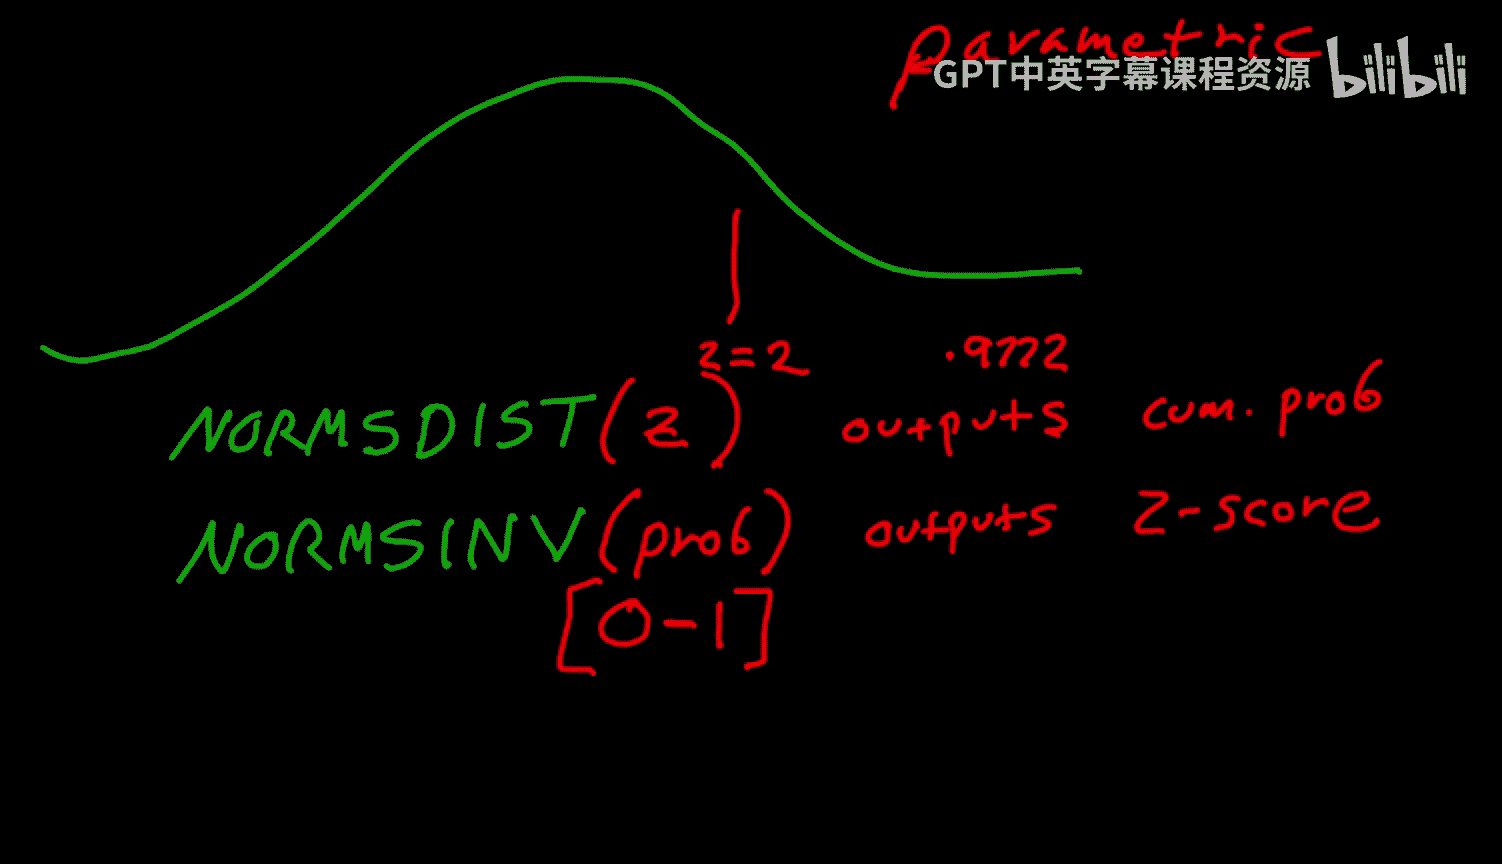 parametric
GPT中英字幕课程资源 bilibili
z=2 .9772
NORMSDIST(z) outputs cum. prob
NORMSINV(prob) outputs z-score
[0-1]